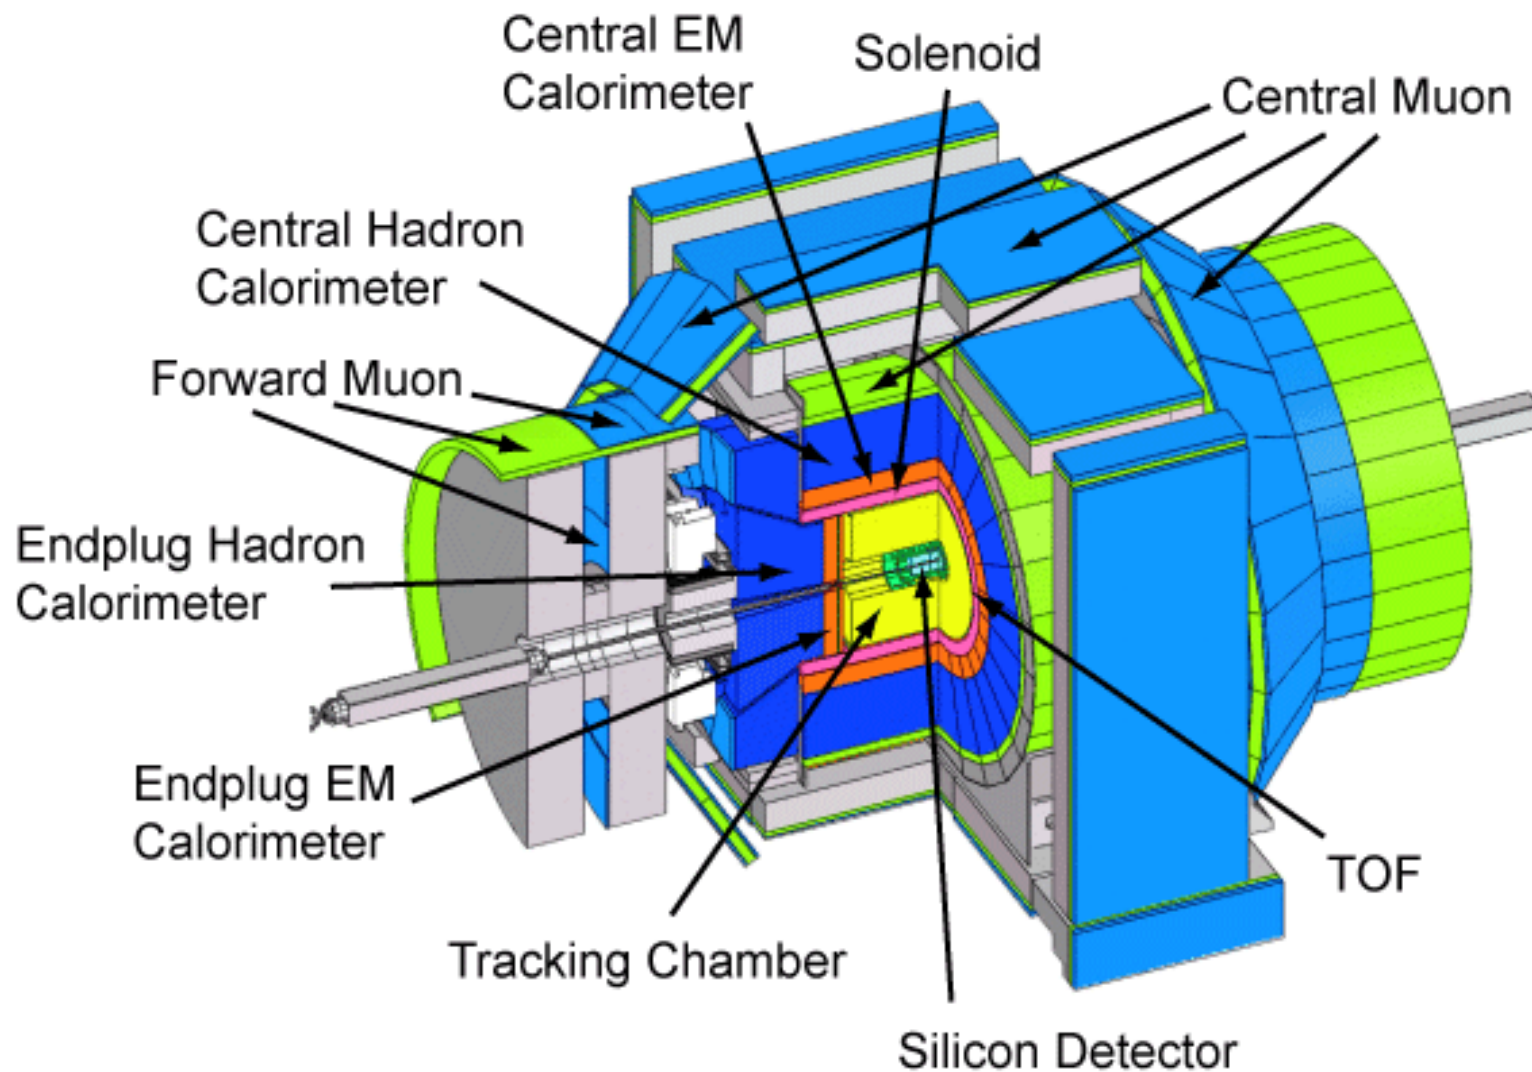 Central EM
Calorimeter
Solenoid
Central Muon
Central Hadron
Calorimeter
Forward Muon
Endplug Hadron
Calorimeter
Endplug EM
Calorimeter
TOF
Tracking Chamber
Silicon Detector